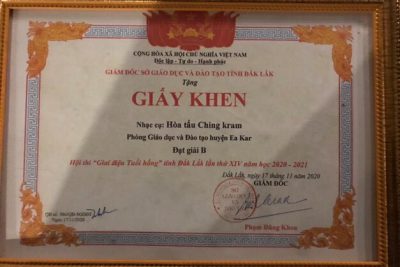 CỘNG HÒA XÃ HỘI CHỦ NGHĨA VIỆT NAM
Độc lập - Tự do - Hạnh phúc
GIÁM ĐỐC SỞ GIÁO DỤC VÀ ĐÀO TẠO TỈNH ĐẮK LẮK
Tặng
GIẤY KHEN
Nhạc cụ: Hòa tấu Ching kram
Phòng Giáo dục và Đào tạo huyện Ea Kar
Đạt giải B
Hội thi "Giai điệu Tuổi hồng" tỉnh Đắk Lắk lần thứ XIV năm học 2020 - 2021
Đắk Lắk, ngày 17 tháng 11 năm 2020
GIÁM ĐỐC
Phạm Đăng Khoa